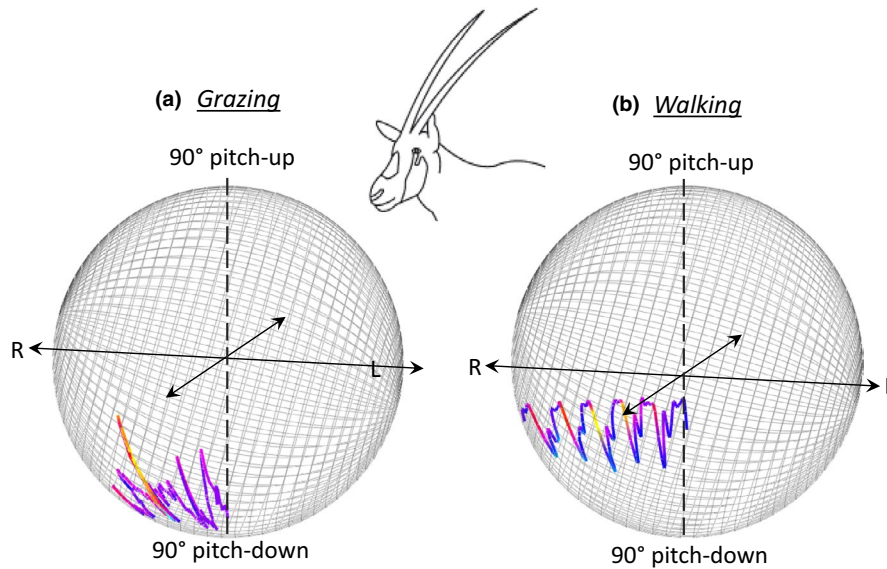 (a) Grazing
(b) Walking
90° pitch-up
90° pitch-up
R
L
R
90° pitch-down
90° pitch-down